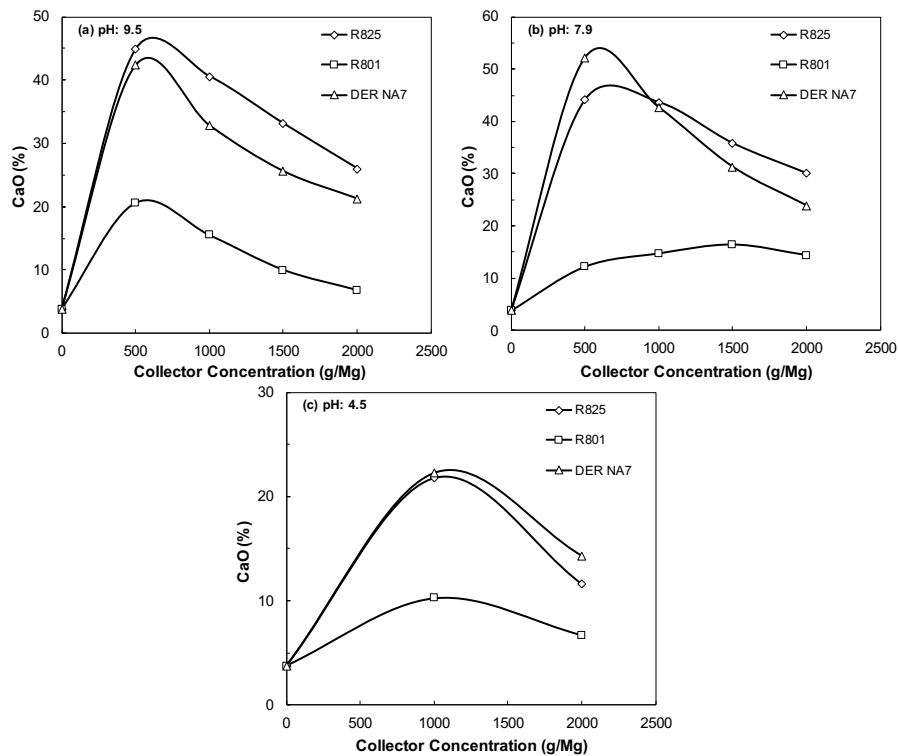 (a) pH: 9.5
R825
R801
DER NA7
50
40
30
20
10
0
CaO (%)
0 500 1000 1500 2000 2500
Collector Concentration (g/Mg)
(b) pH: 7.9
R825
R801
DER NA7
60
50
40
30
20
10
0
CaO (%)
0 500 1000 1500 2000 2500
Collector Concentration (g/Mg)
(c) pH: 4.5
R825
R801
DER NA7
30
20
10
0
CaO (%)
0 500 1000 1500 2000 2500
Collector Concentration (g/Mg)